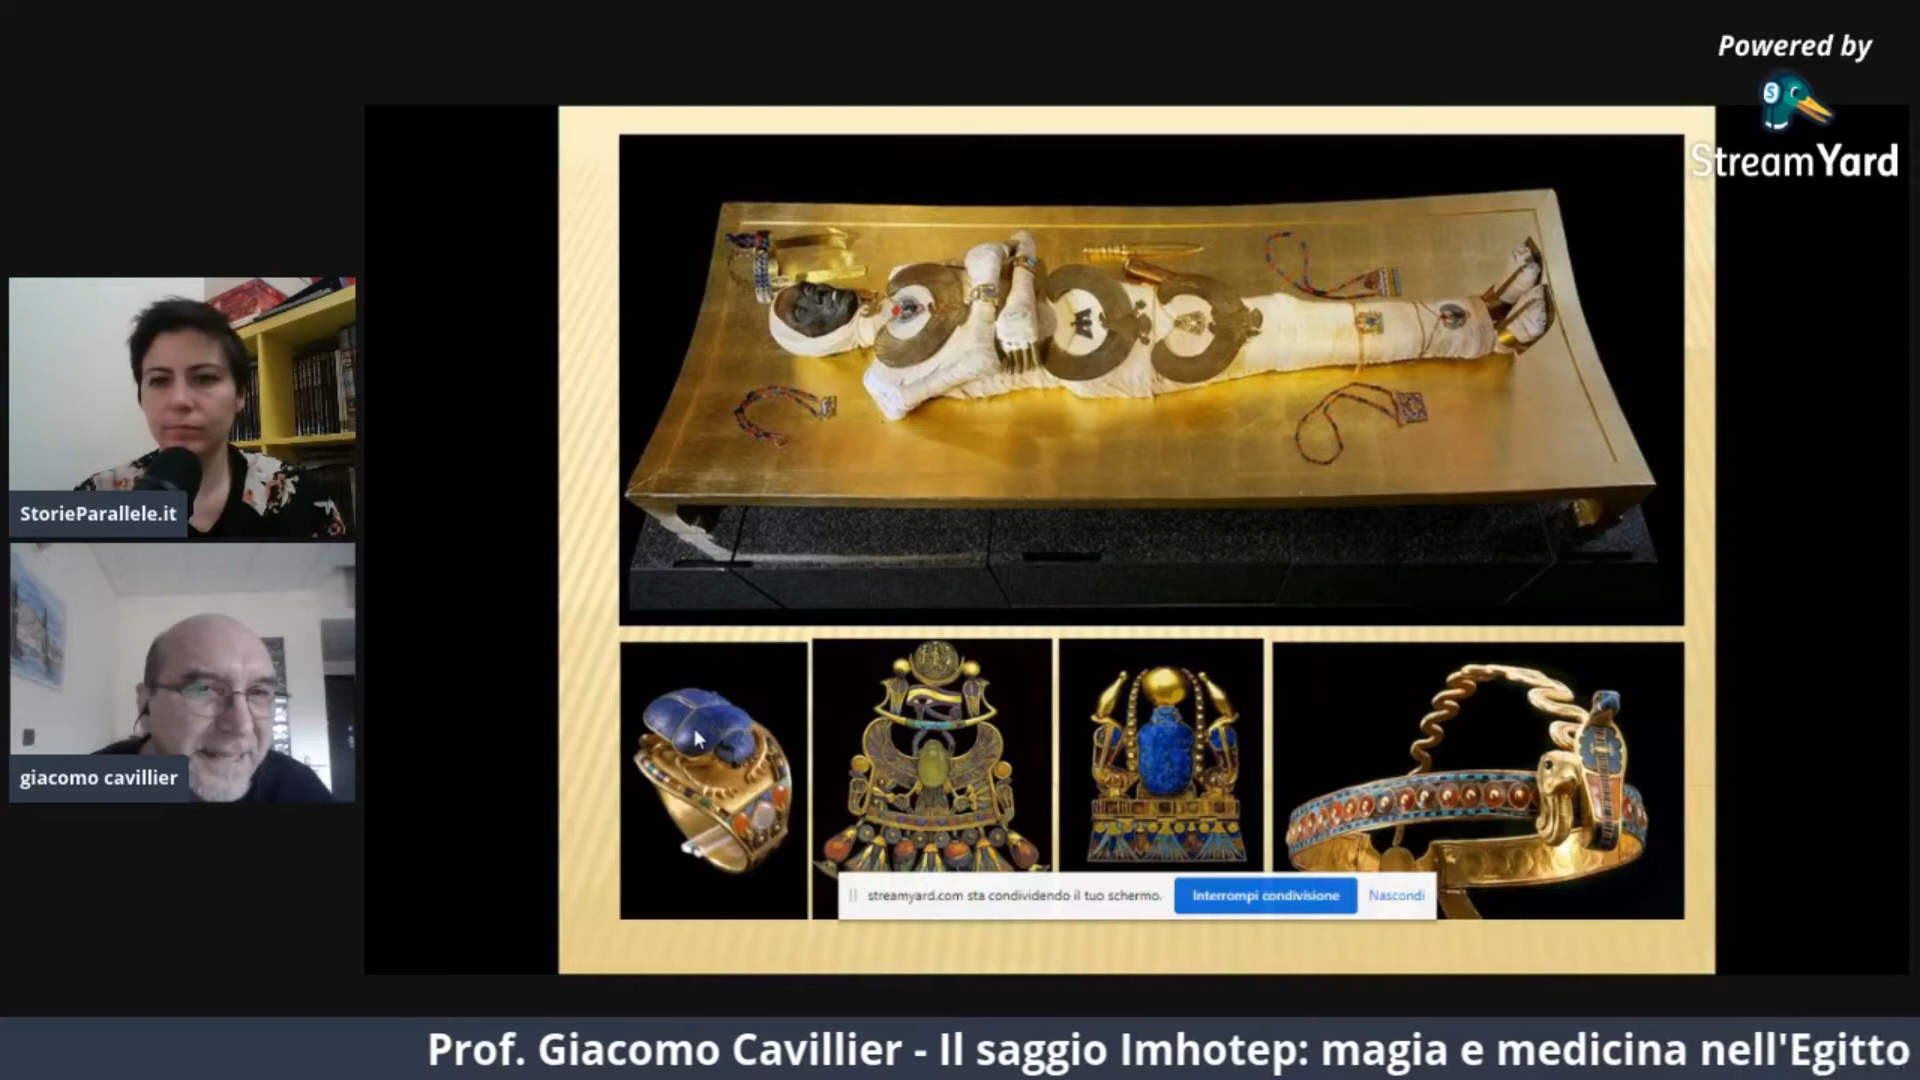 Powered by
StreamYard
StorieParallele.it
giacomo cavillier
streamyard.com sta condividendo il tuo schermo.
Interrompi condivisione
Nascondi
Prof. Giacomo Cavillier - Il saggio Imhotep: magia e medicina nell'Egitto